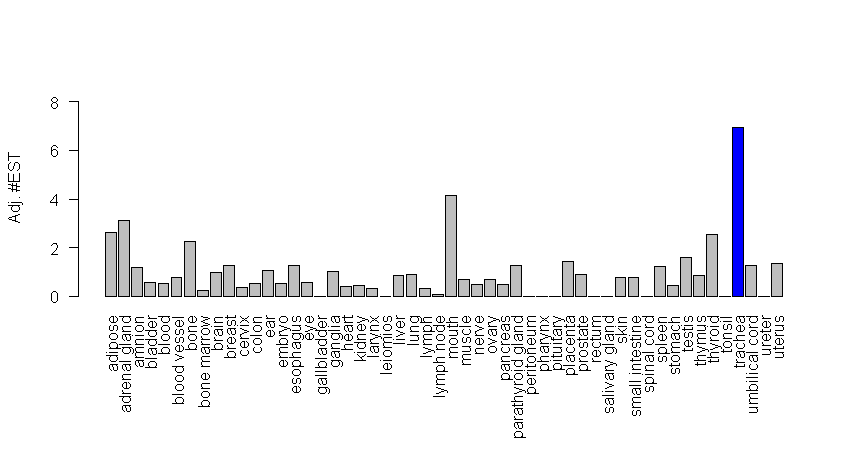 Adj. #EST
8
6
4
2
0
adipose
adrenal gland
amnion
bladder
blood
blood vessel
bone
bone marrow
brain
breast
cervix
colon
ear
embryo
esophagus
eye
gallbladder
ganglia
heart
kidney
larynx
leiomios
liver
lung
lymph
lymph node
mouth
muscle
nerve
ovary
pancreas
parathyroid gland
peritoneum
pharynx
pituitary
placenta
prostate
rectum
salivary gland
skin
small intestine
spinal cord
spleen
stomach
testis
thymus
thyroid
tonsil
trachea
umbilical cord
ureter
uterus